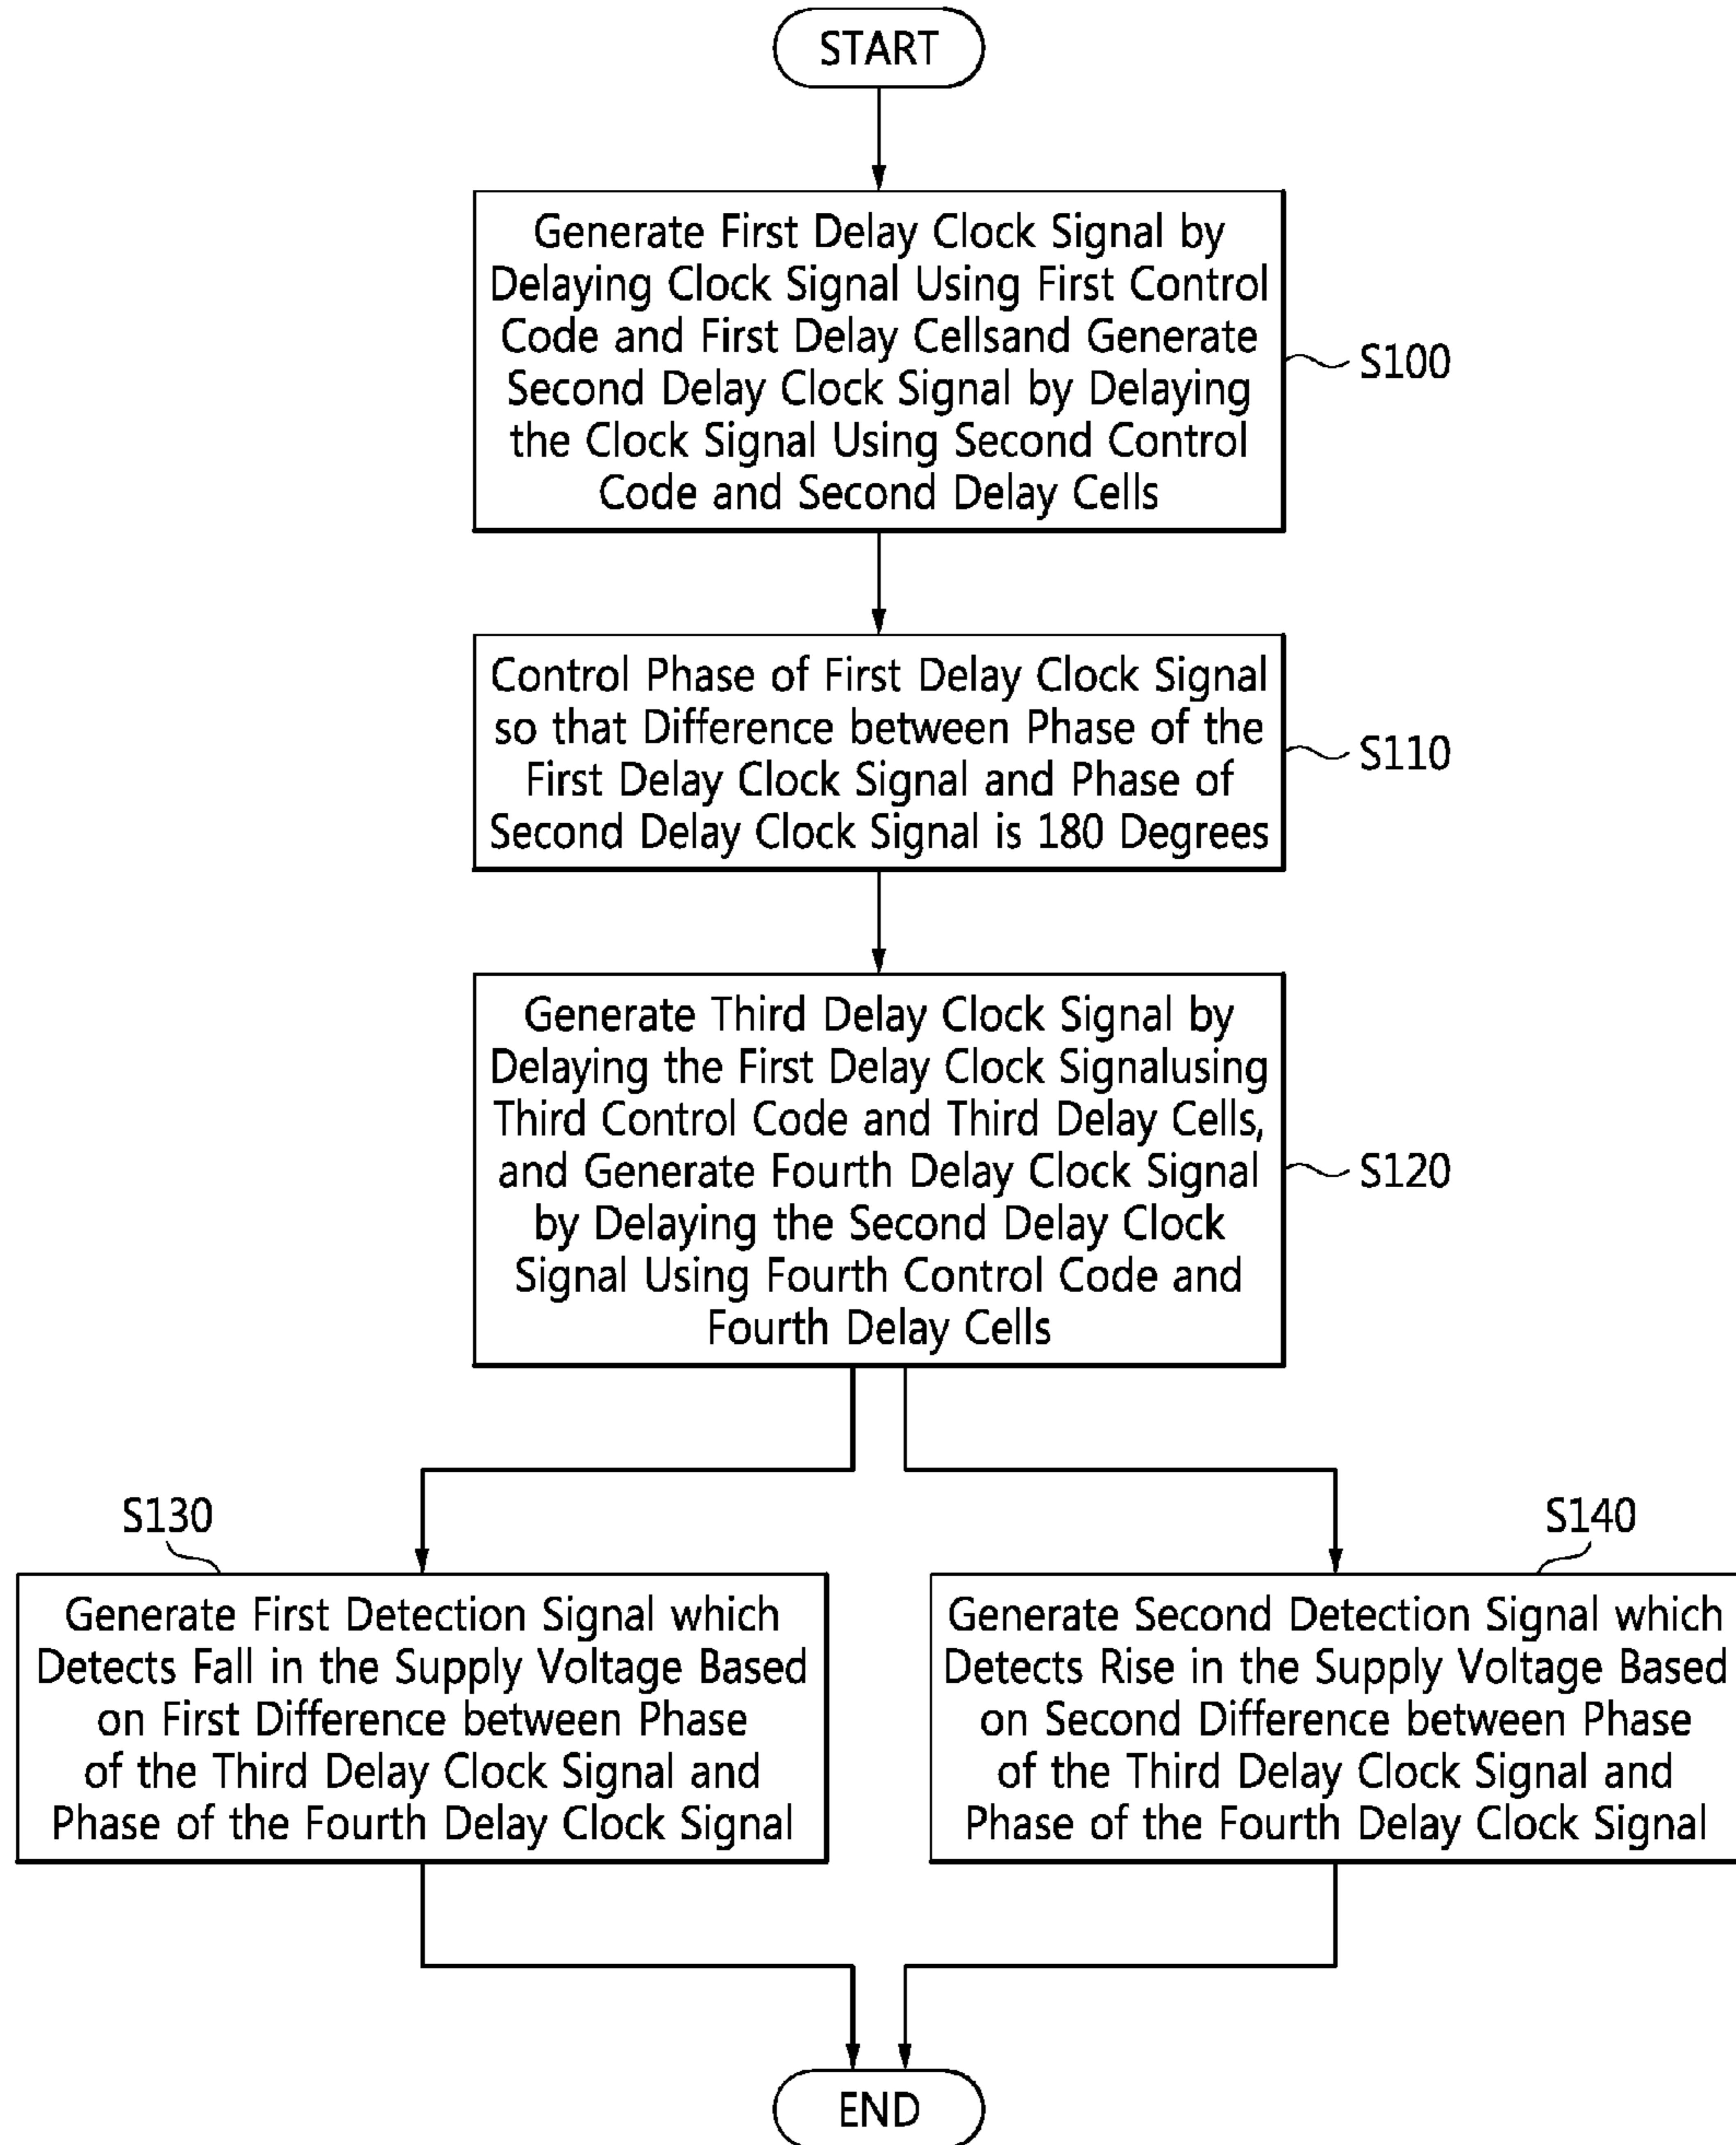 START
Generate First Delay Clock Signal by
Delaying Clock Signal Using First Control
Code and First Delay Cellsand Generate
Second Delay Clock Signal by Delaying
the Clock Signal Using Second Control
Code and Second Delay Cells
S100
Control Phase of First Delay Clock Signal
so that Difference between Phase of the
First Delay Clock Signal and Phase of
Second Delay Clock Signal is 180 Degrees
S110
Generate Third Delay Clock Signal by
Delaying the First Delay Clock Signalusing
Third Control Code and Third Delay Cells,
and Generate Fourth Delay Clock Signal
by Delaying the Second Delay Clock
Signal Using Fourth Control Code and
Fourth Delay Cells
S120
S130
Generate First Detection Signal which
Detects Fall in the Supply Voltage Based
on First Difference between Phase
of the Third Delay Clock Signal and
Phase of the Fourth Delay Clock Signal
S140
Generate Second Detection Signal which
Detects Rise in the Supply Voltage Based
on Second Difference between Phase
of the Third Delay Clock Signal and
Phase of the Fourth Delay Clock Signal
END